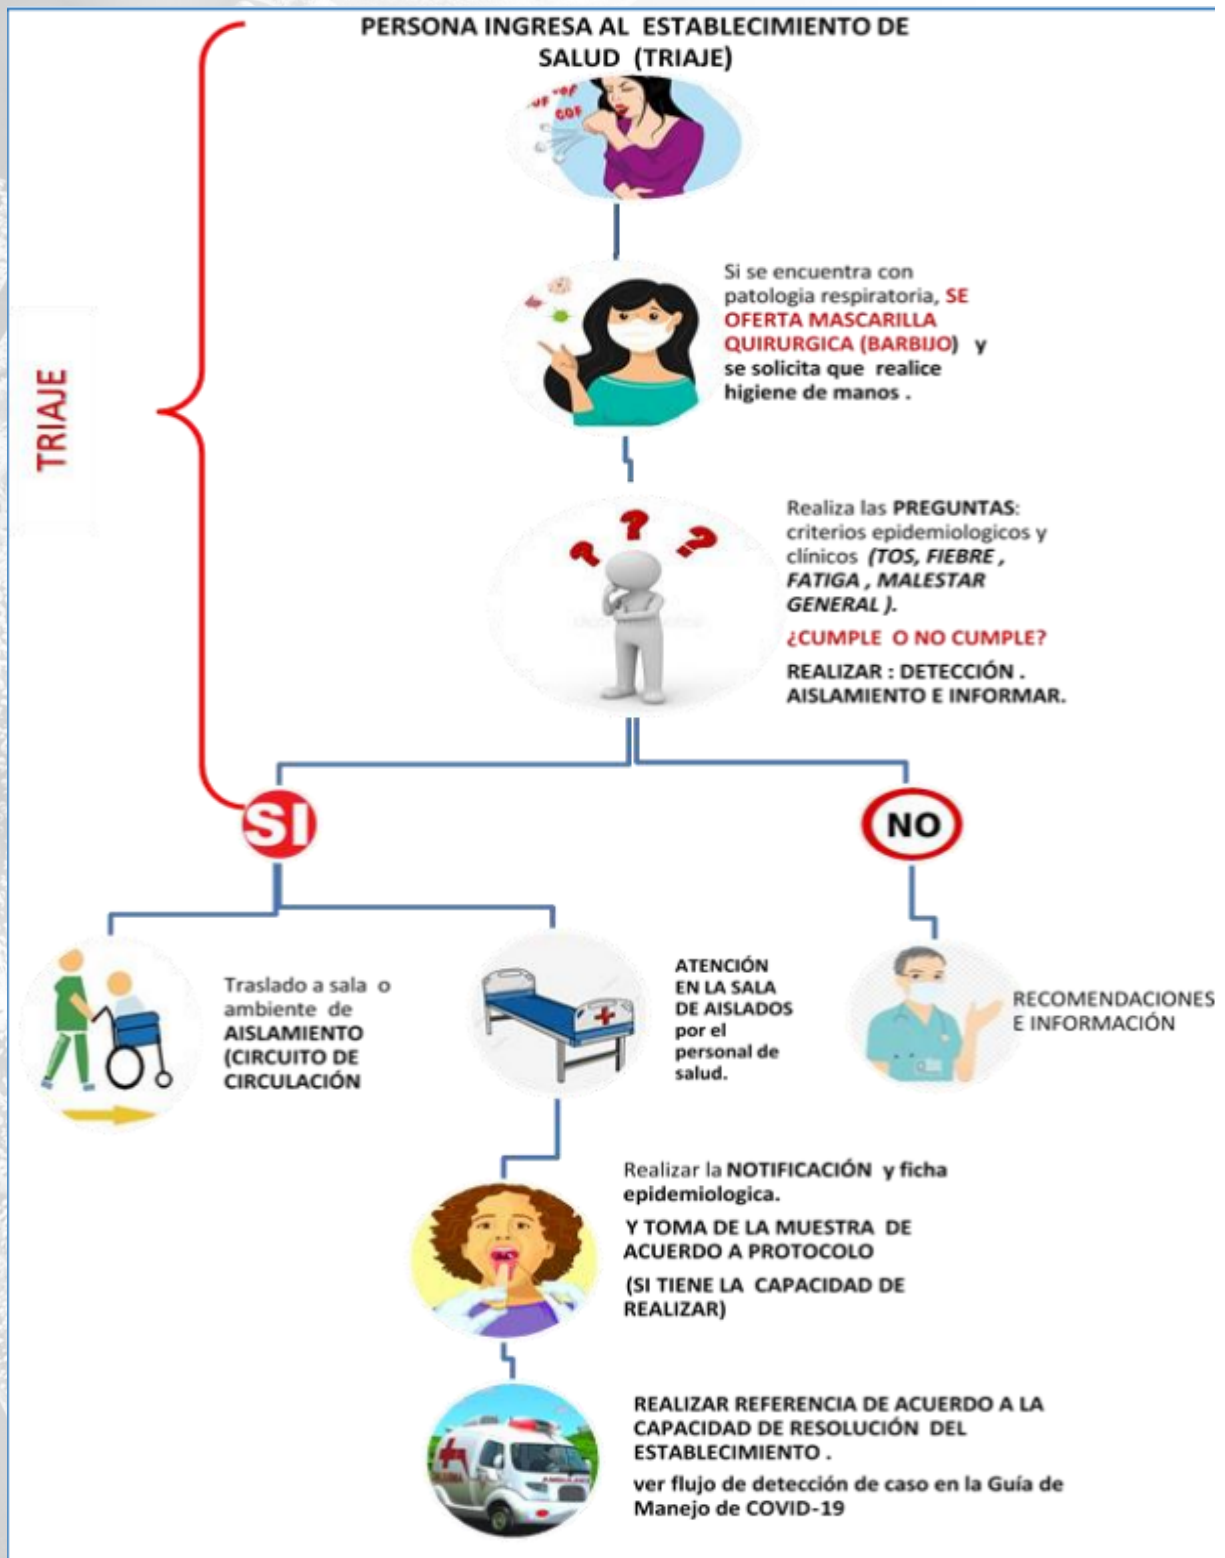 PERSONA INGRESA AL ESTABLECIMIENTO DE
SALUD (TRIAJE)
COF
TRIAJE
Si se encuentra con
patologia respiratoria, SE
OFERTA MASCARILLA
QUIRURGICA (BARBIJO) y
se solicita que realice
higiene de manos .
Realiza las PREGUNTAS:
criterios epidemiologicos y
clínicos (TOS, FIEBRE ,
FATIGA , MALESTAR
GENERAL ).
¿CUMPLE O NO CUMPLE?
REALIZAR : DETECCIÓN .
AISLAMIENTO E INFORMAR.
SI
NO
Traslado a sala o
ambiente de
AISLAMIENTO
(CIRCUITO DE
CIRCULACIÓN
ATENCIÓN
EN LA SALA
DE AISLADOS
por el
personal de
salud.
RECOMENDACIONES
E INFORMACIÓN
Realizar la NOTIFICACIÓN y ficha
epidemiologica.
Y TOMA DE LA MUESTRA DE
ACUERDO A PROTOCOLO
(SI TIENE LA CAPACIDAD DE
REALIZAR)
REALIZAR REFERENCIA DE ACUERDO A LA
CAPACIDAD DE RESOLUCIÓN DEL
ESTABLECIMIENTO .
ver flujo de detección de caso en la Guía de
Manejo de COVID-19